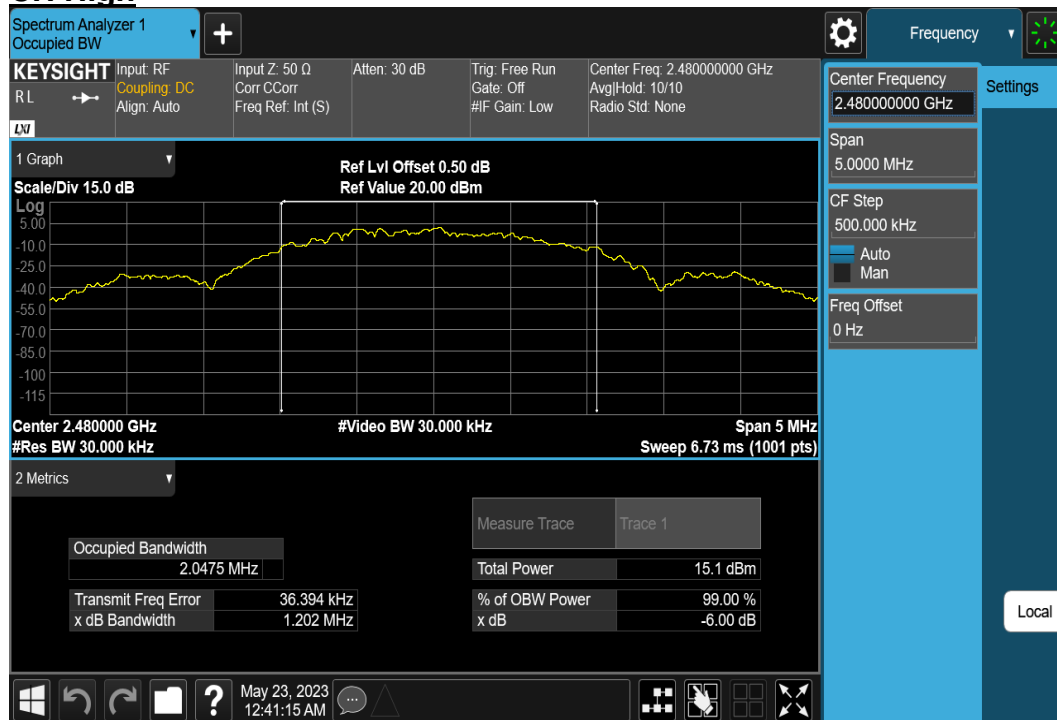 Spectrum Analyzer 1
Occupied BW
+
Frequency
KEYSIGHT
RL
LXI
Input: RF
Coupling: DC
Align: Auto
Input Z: 50 Ω
Corr CCorr
Freq Ref: Int (S)
Atten: 30 dB
Trig: Free Run
Gate: Off
#IF Gain: Low
Center Freq: 2.480000000 GHz
Avg|Hold: 10/10
Radio Std: None
Center Frequency
2.480000000 GHz
Settings
Span
5.0000 MHz
CF Step
500.000 kHz
Auto
Man
Freq Offset
0 Hz
Local
1 Graph
Scale/Div 15.0 dB
Ref Lvl Offset 0.50 dB
Ref Value 20.00 dBm
Log
5.00
-10.0
-25.0
-40.0
-55.0
-70.0
-85.0
-100
-115
Center 2.480000 GHz
#Res BW 30.000 kHz
#Video BW 30.000 kHz
Span 5 MHz
Sweep 6.73 ms (1001 pts)
2 Metrics
Measure Trace Trace 1
Occupied Bandwidth
2.0475 MHz
Total Power 15.1 dBm
Transmit Freq Error 36.394 kHz
% of OBW Power 99.00 %
x dB Bandwidth 1.202 MHz
x dB -6.00 dB
?
May 23, 2023
12:41:15 AM